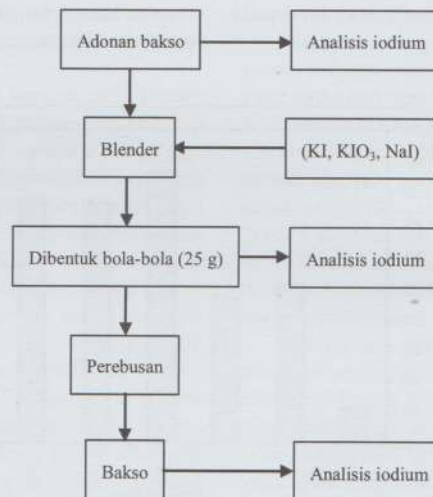 Adonan bakso
Analisis iodium
Blender
(KI, KIO₃, NaI)
Dibentuk bola-bola (25 g)
Analisis iodium
Perebusan
Bakso
Analisis iodium